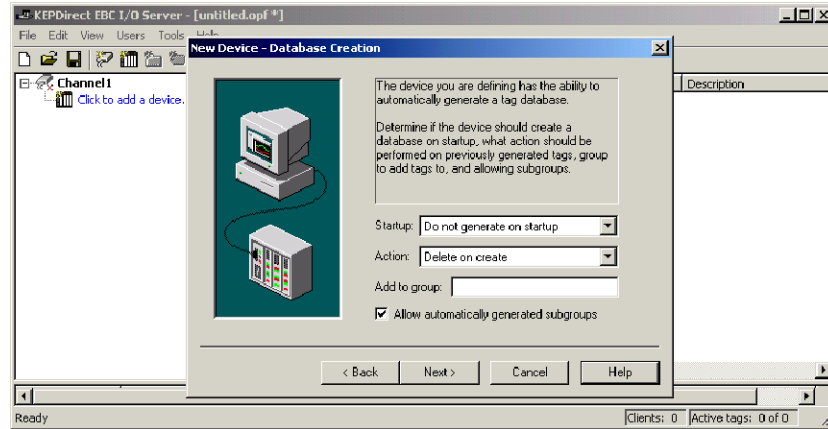 KEPDirect EBC I/O Server - [untitled.opf *]
File Edit View Users Tools Help
New Device - Database Creation
Channel1
Click to add a device.
Description
The device you are defining has the ability to
automatically generate a tag database.
Determine if the device should create a
database on startup, what action should be
performed on previously generated tags, group
to add tags to, and allowing subgroups.
Startup: Do not generate on startup
Action: Delete on create
Add to group:
Allow automatically generated subgroups
< Back Next > Cancel Help
Ready
Clients: 0 Active tags: 0 of 0